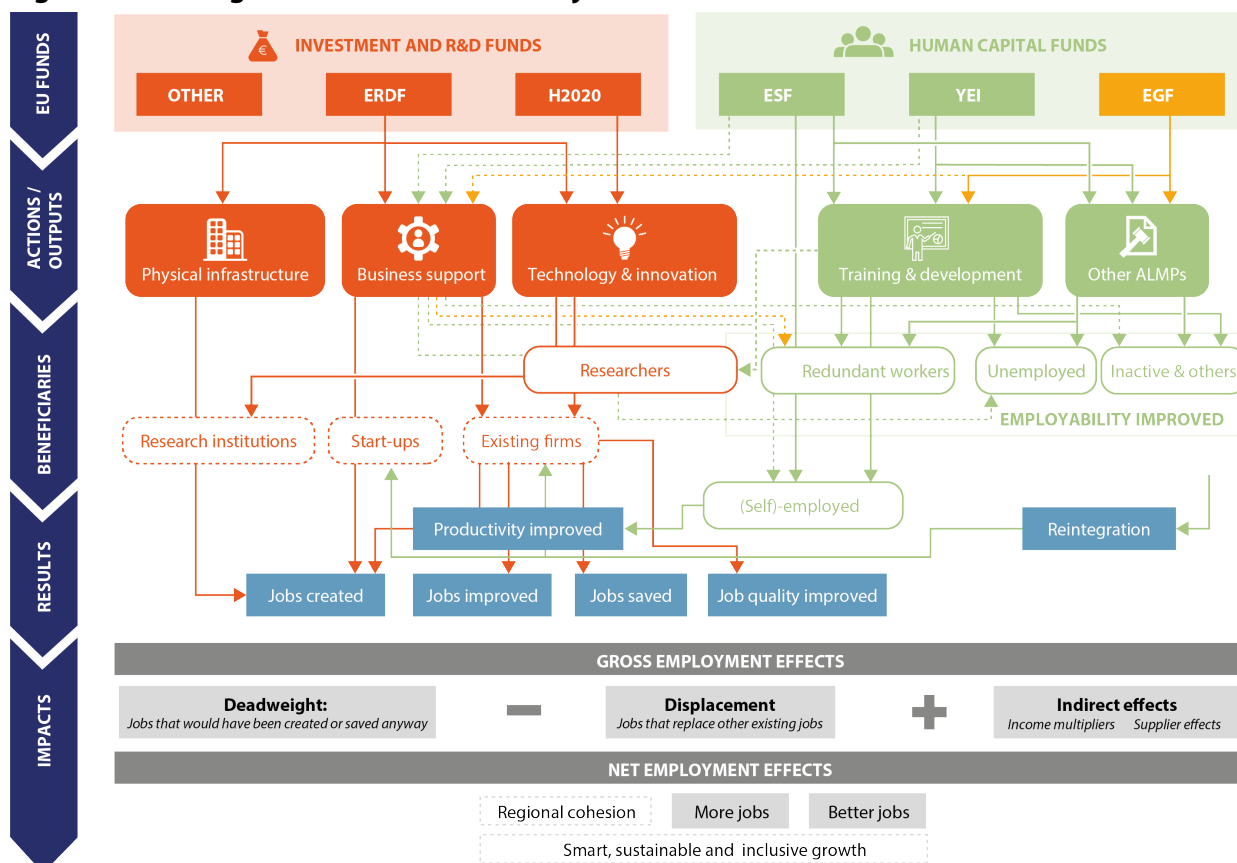 EU FUNDS
INVESTMENT AND R&D FUNDS
HUMAN CAPITAL FUNDS
€
OTHER
ERDF
H2020
ESF
YEI
EGF
ACTIONS /
OUTPUTS
Physical infrastructure
Business support
Technology & innovation
Training & development
Other ALMPs
BENEFICIARIES
Researchers
Redundant workers
Unemployed
Inactive & others
EMPLOYABILITY IMPROVED
Research institutions
Start-ups
Existing firms
(Self)-employed
RESULTS
Productivity improved
Reintegration
Jobs created
Jobs improved
Jobs saved
Job quality improved
IMPACTS
GROSS EMPLOYMENT EFFECTS
Deadweight:
Jobs that would have been created or saved anyway
Displacement
Jobs that replace other existing jobs
Indirect effects
Income multipliers Supplier effects
NET EMPLOYMENT EFFECTS
Regional cohesion
More jobs
Better jobs
Smart, sustainable and inclusive growth